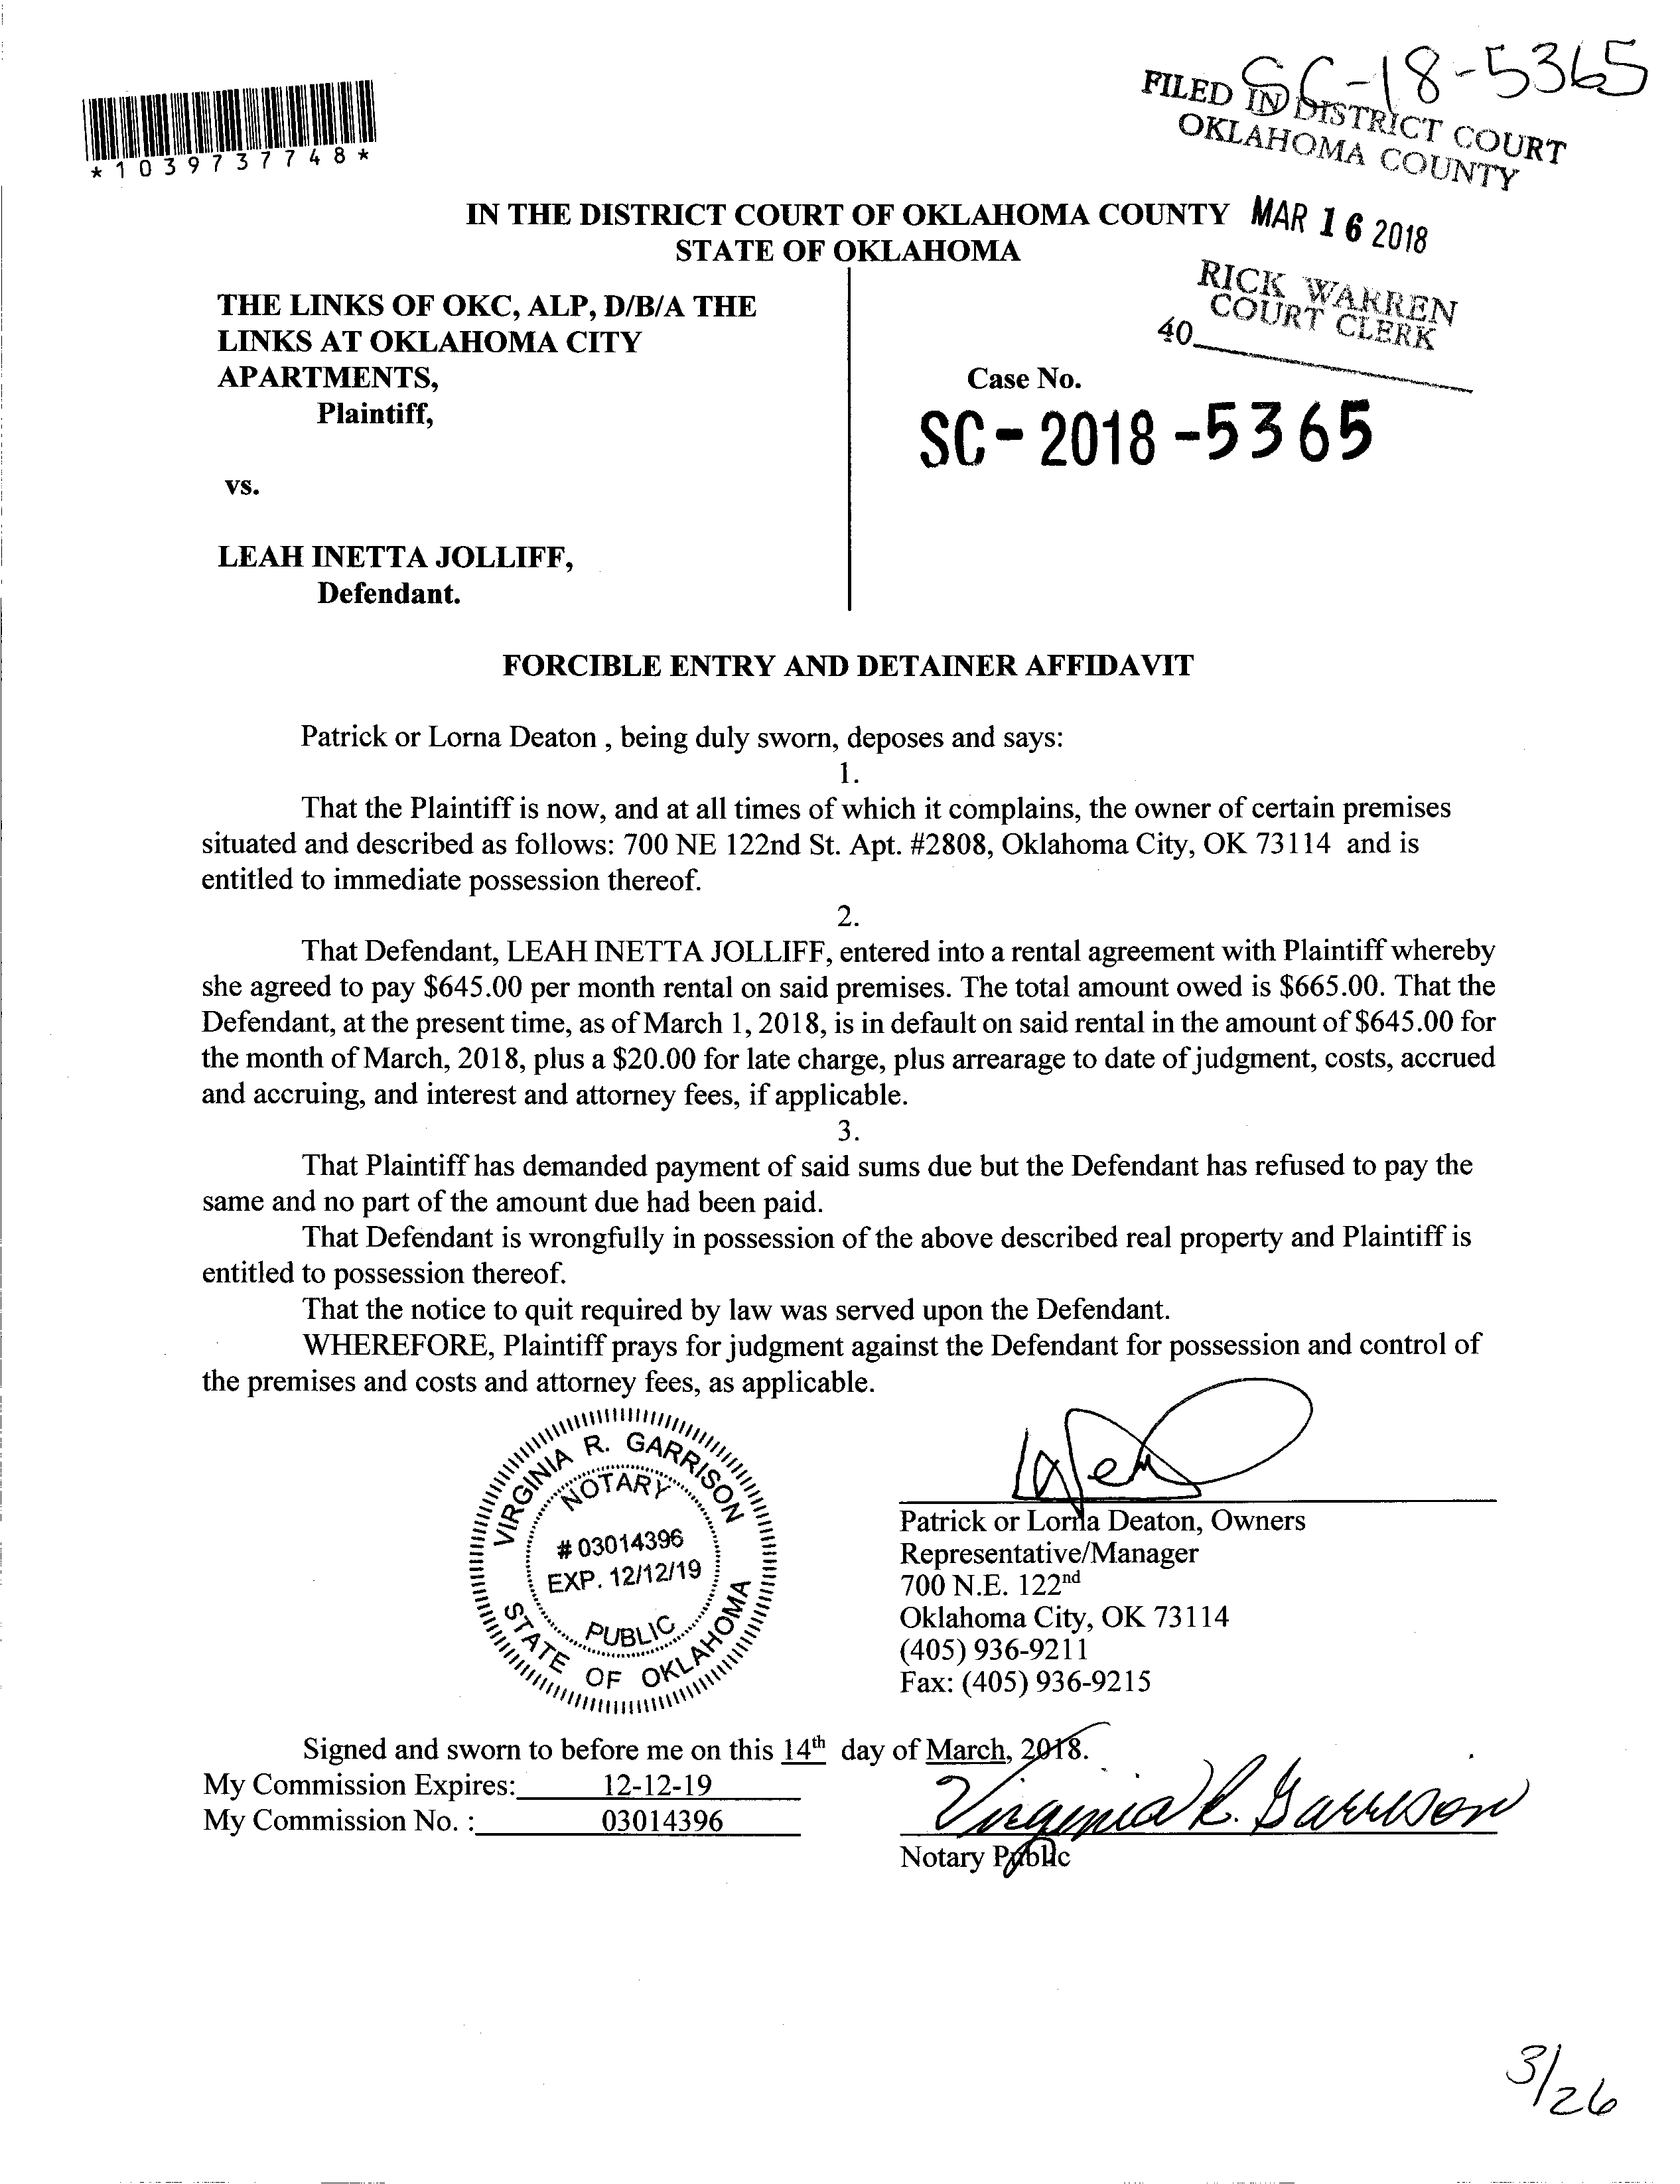 SC-18-5365
FILED IN DISTRICT COURT
OKLAHOMA COUNTY
*1039737748*
MAR 16 2018
IN THE DISTRICT COURT OF OKLAHOMA COUNTY
STATE OF OKLAHOMA
RICK WARREN
COURT CLERK
40
THE LINKS OF OKC, ALP, D/B/A THE
LINKS AT OKLAHOMA CITY
APARTMENTS,
Plaintiff,
Case No.
SC-2018-5365
vs.
LEAH INETTA JOLLIFF,
Defendant.
FORCIBLE ENTRY AND DETAINER AFFIDAVIT
Patrick or Lorna Deaton , being duly sworn, deposes and says:
1.
That the Plaintiff is now, and at all times of which it complains, the owner of certain premises
situated and described as follows: 700 NE 122nd St. Apt. #2808, Oklahoma City, OK 73114 and is
entitled to immediate possession thereof.
2.
That Defendant, LEAH INETTA JOLLIFF, entered into a rental agreement with Plaintiff whereby
she agreed to pay $645.00 per month rental on said premises. The total amount owed is $665.00. That the
Defendant, at the present time, as of March 1, 2018, is in default on said rental in the amount of $645.00 for
the month of March, 2018, plus a $20.00 for late charge, plus arrearage to date of judgment, costs, accrued
and accruing, and interest and attorney fees, if applicable.
3.
That Plaintiff has demanded payment of said sums due but the Defendant has refused to pay the
same and no part of the amount due had been paid.
That Defendant is wrongfully in possession of the above described real property and Plaintiff is
entitled to possession thereof.
That the notice to quit required by law was served upon the Defendant.
WHEREFORE, Plaintiff prays for judgment against the Defendant for possession and control of
the premises and costs and attorney fees, as applicable.
VIRGINIA R. GARRISON
NOTARY
# 03014396
EXP. 12/12/19
PUBLIC
STATE OF OKLAHOMA
Patrick or Lorna Deaton, Owners
Representative/Manager
700 N.E. 122nd
Oklahoma City, OK 73114
(405) 936-9211
Fax: (405) 936-9215
Signed and sworn to before me on this 14th day of March, 2018.
My Commission Expires: 12-12-19
My Commission No. : 03014396
Virginia R. Garrison
Notary Public
3/26